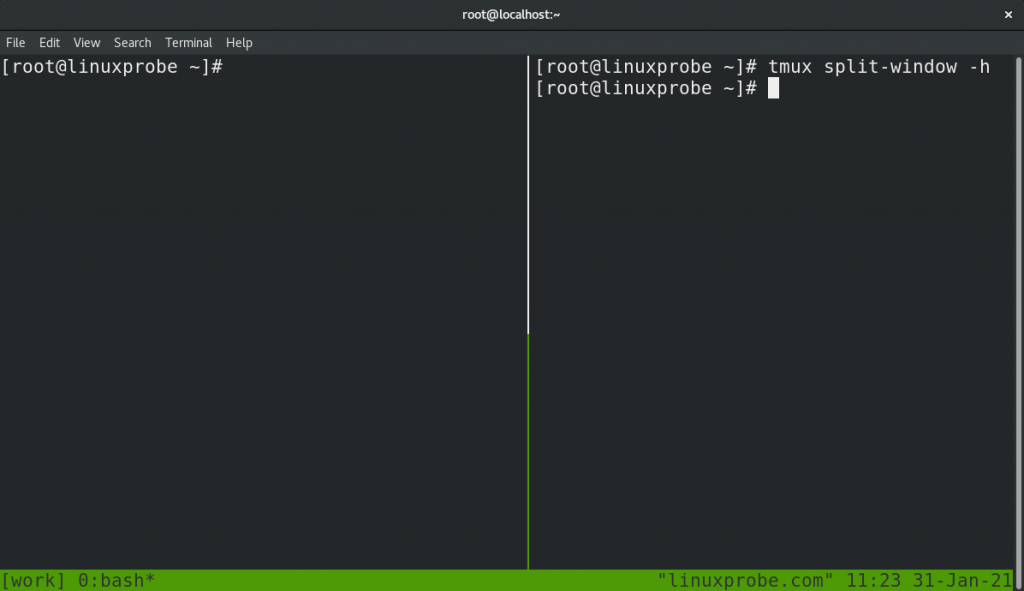 root@localhost:~
×
File Edit View Search Terminal Help
[root@linuxprobe ~]#
[root@linuxprobe ~]# tmux split-window -h
[root@linuxprobe ~]#
[work] 0:bash* "linuxprobe.com" 11:23 31-Jan-21